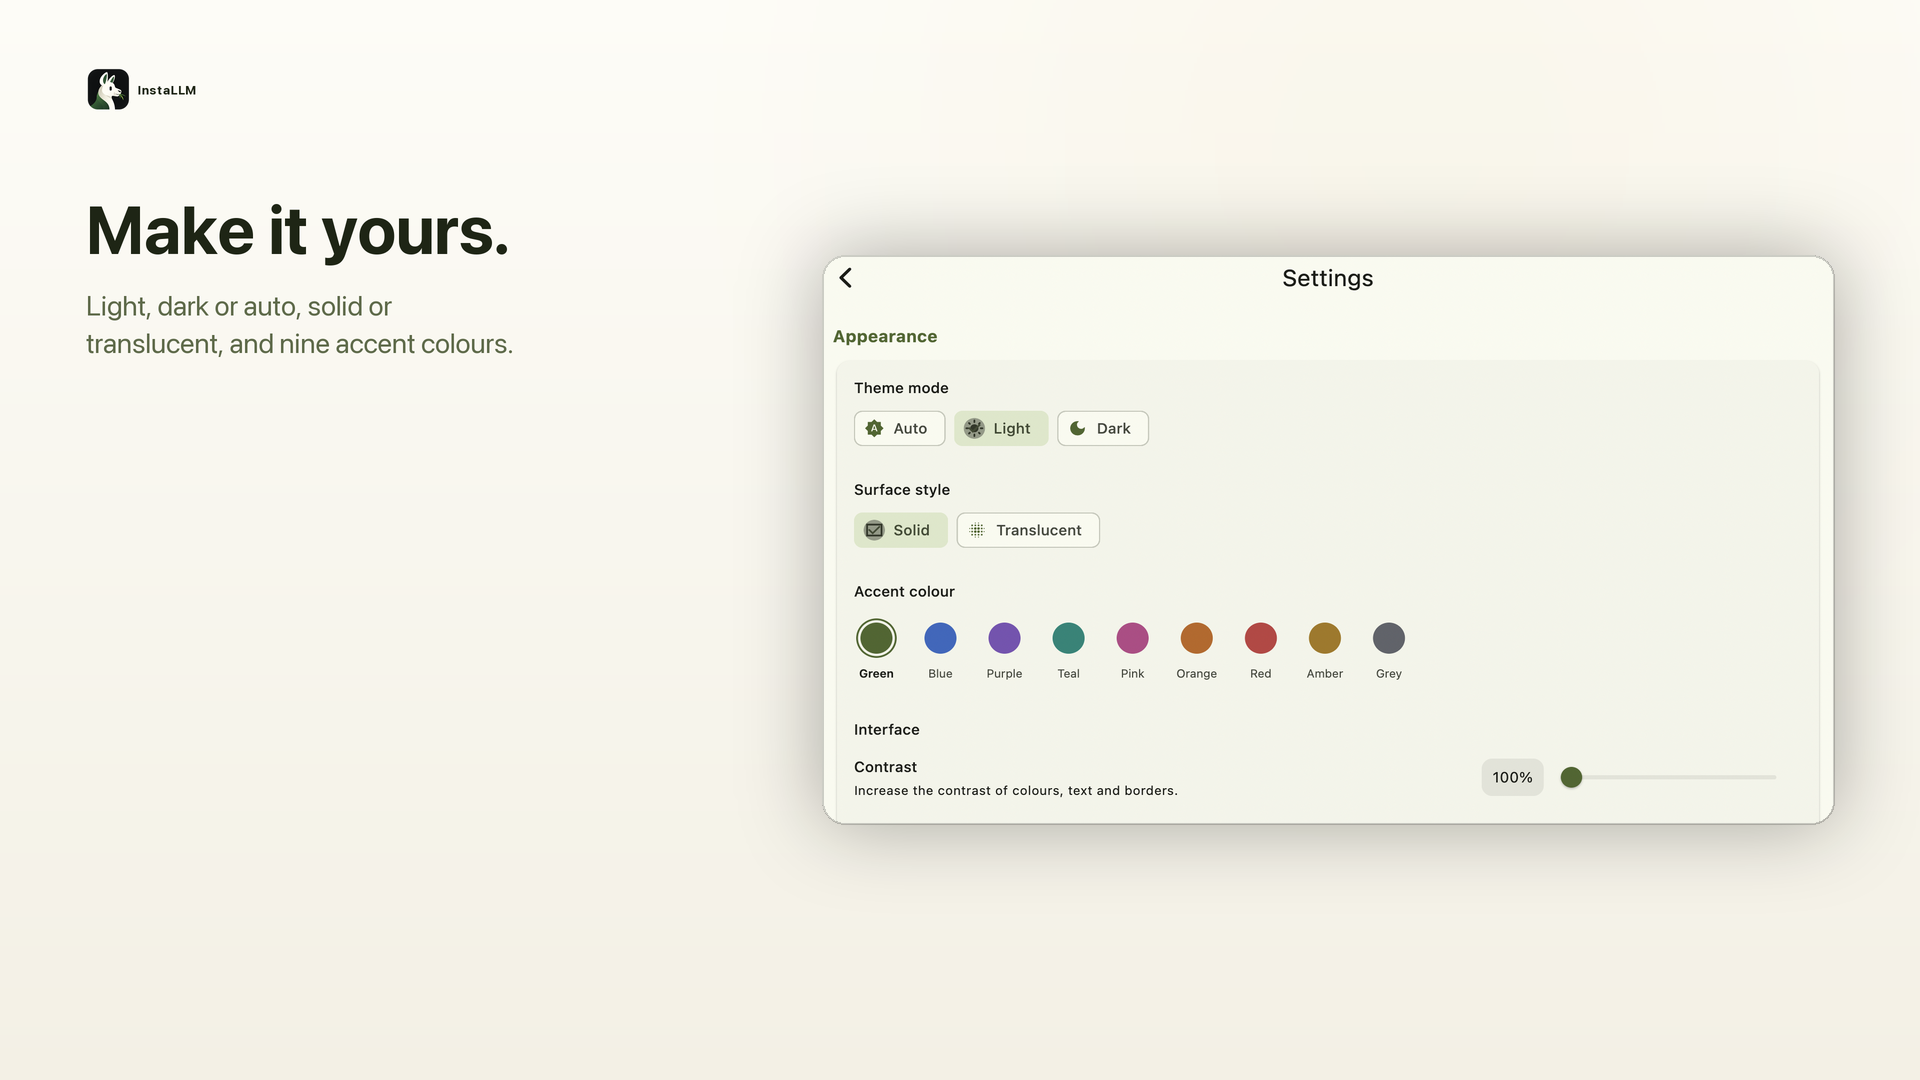 InstaLLM
Make it yours.
Light, dark or auto, solid or
translucent, and nine accent colours.
Settings
Appearance
Theme mode
A Auto Light Dark
Surface style
Solid Translucent
Accent colour
Green Blue Purple Teal Pink Orange Red Amber Grey
Interface
Contrast
Increase the contrast of colours, text and borders.
100%